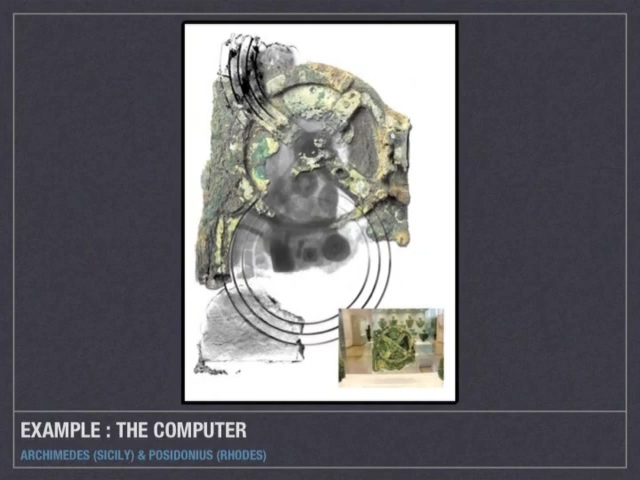 EXAMPLE : THE COMPUTER
ARCHIMEDES (SICILY) & POSIDONIUS (RHODES)